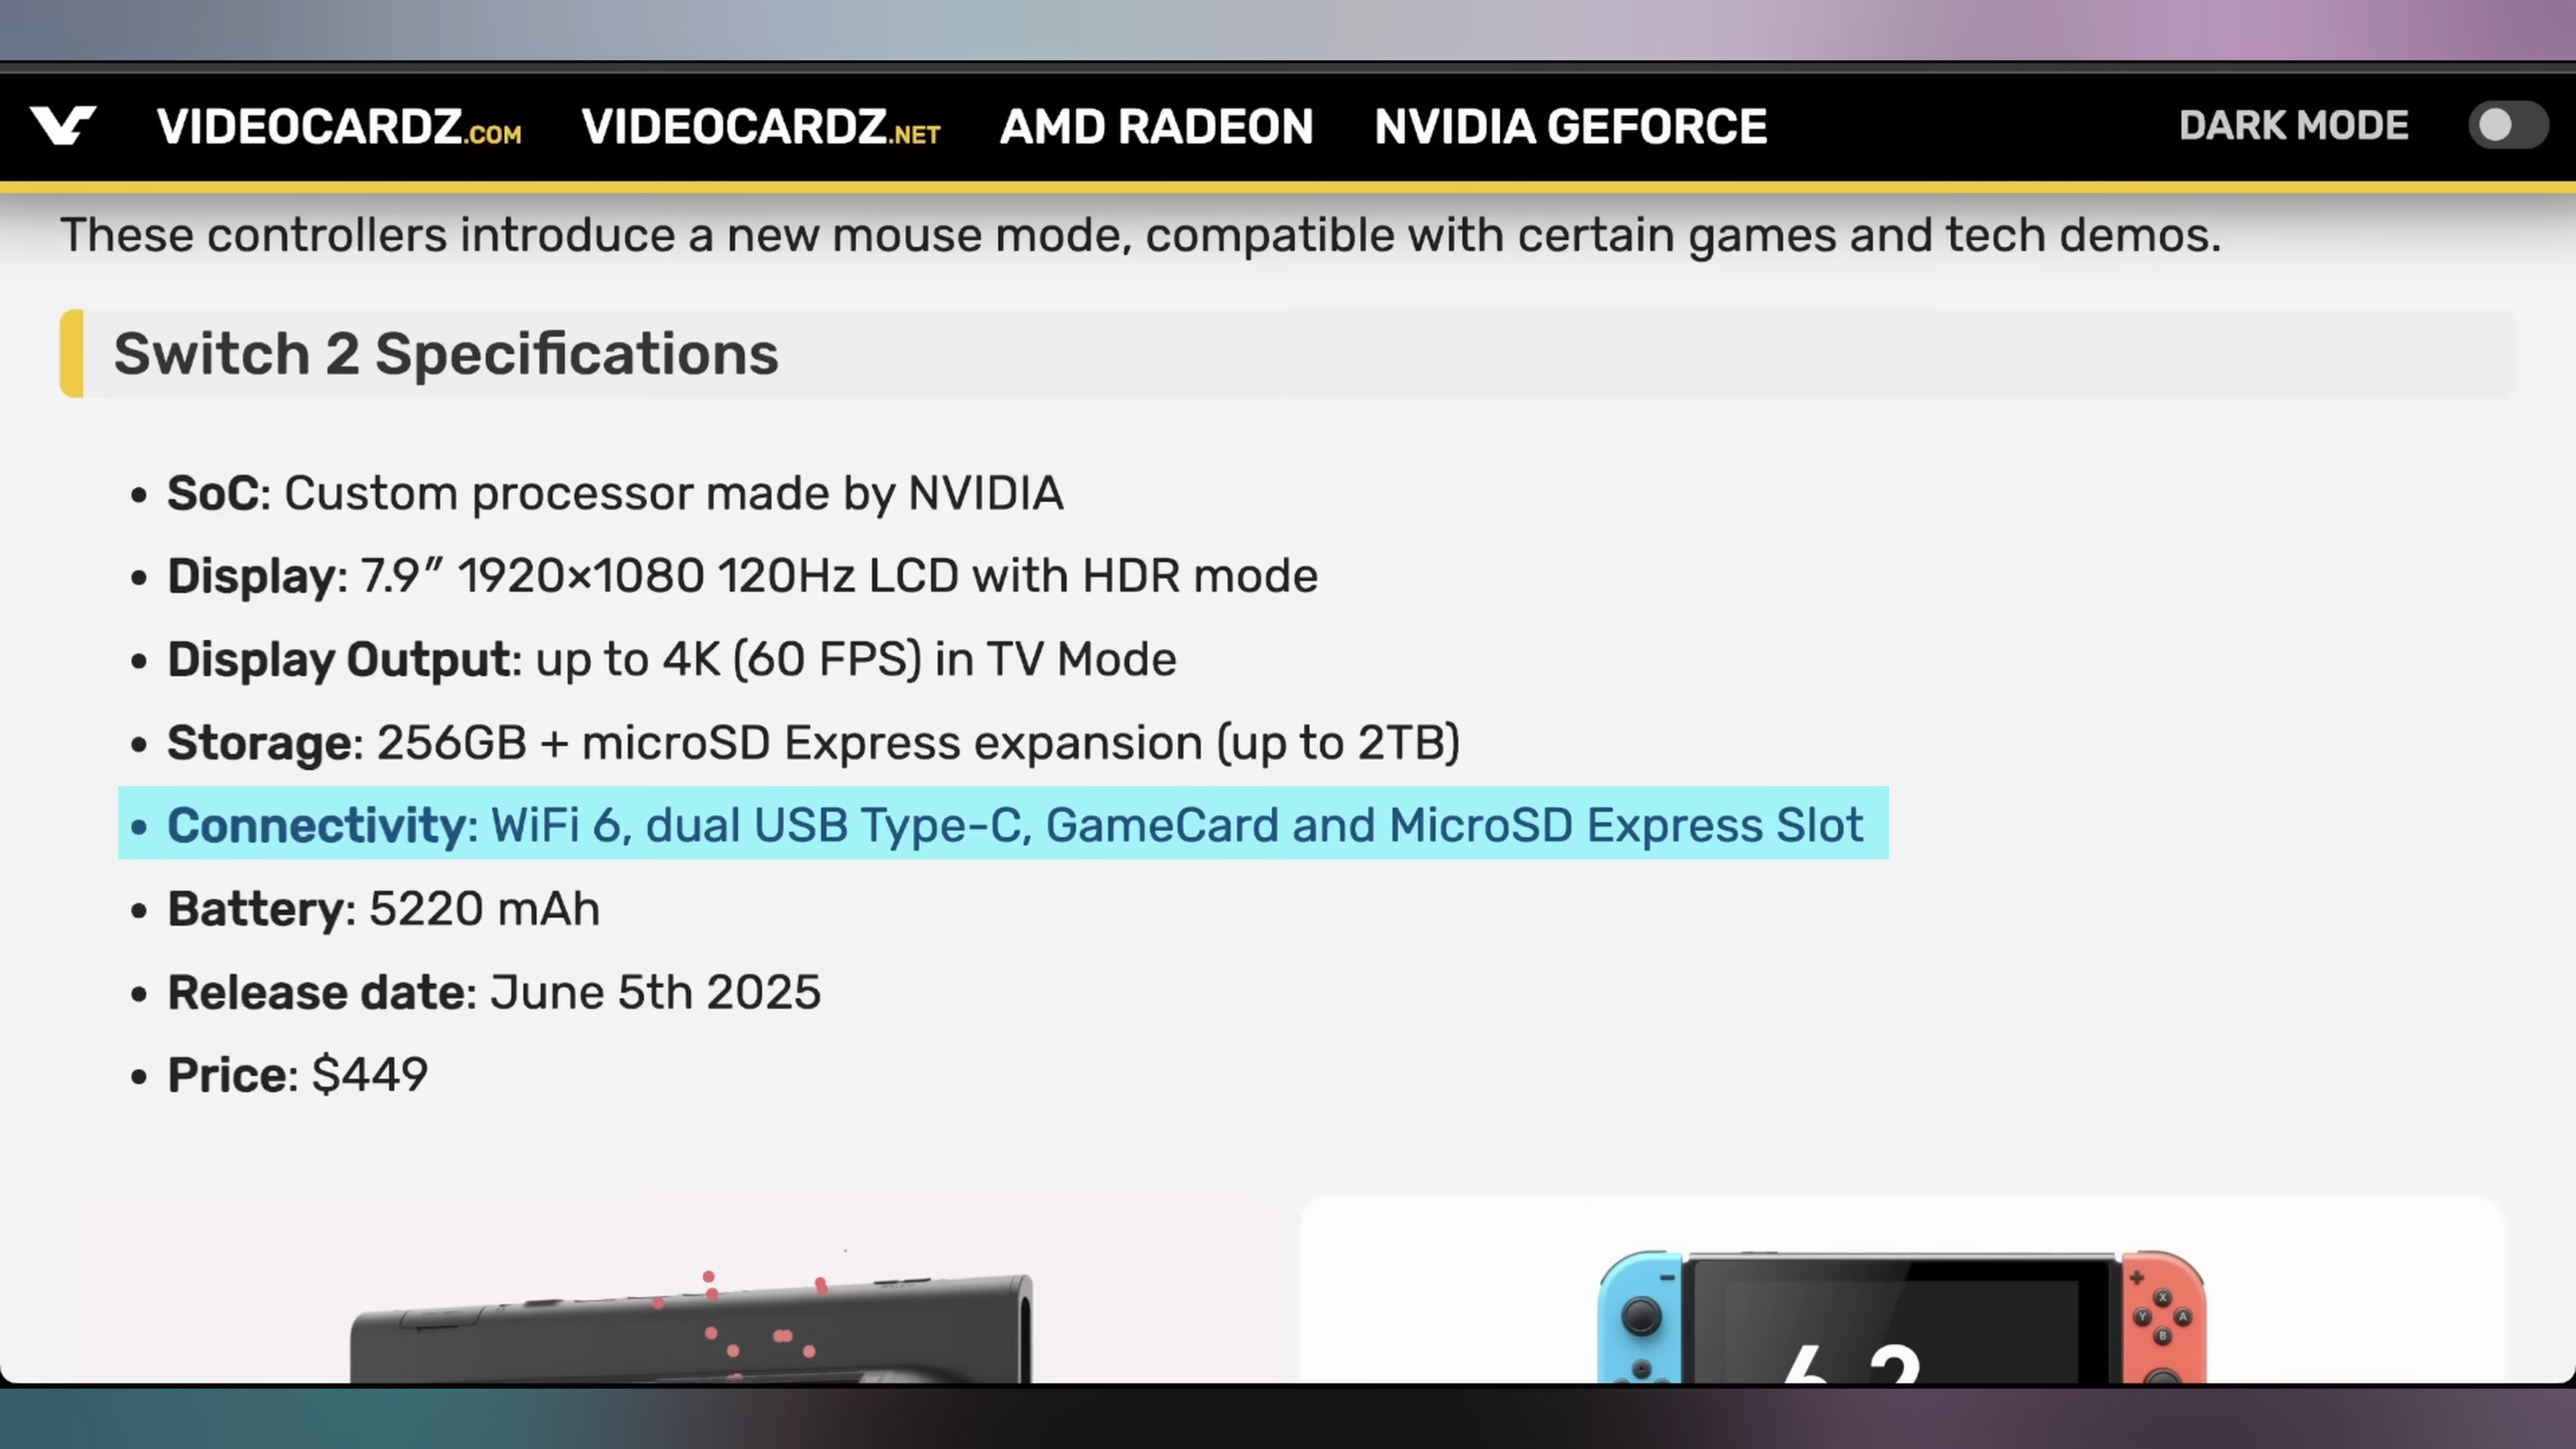 VIDEOCARDZ.COM VIDEOCARDZ.NET AMD RADEON NVIDIA GEFORCE DARK MODE
These controllers introduce a new mouse mode, compatible with certain games and tech demos.
Switch 2 Specifications
• SoC: Custom processor made by NVIDIA
• Display: 7.9″ 1920×1080 120Hz LCD with HDR mode
• Display Output: up to 4K (60 FPS) in TV Mode
• Storage: 256GB + microSD Express expansion (up to 2TB)
• Connectivity: WiFi 6, dual USB Type-C, GameCard and MicroSD Express Slot
• Battery: 5220 mAh
• Release date: June 5th 2025
• Price: $449
X
Y A
B
6.2